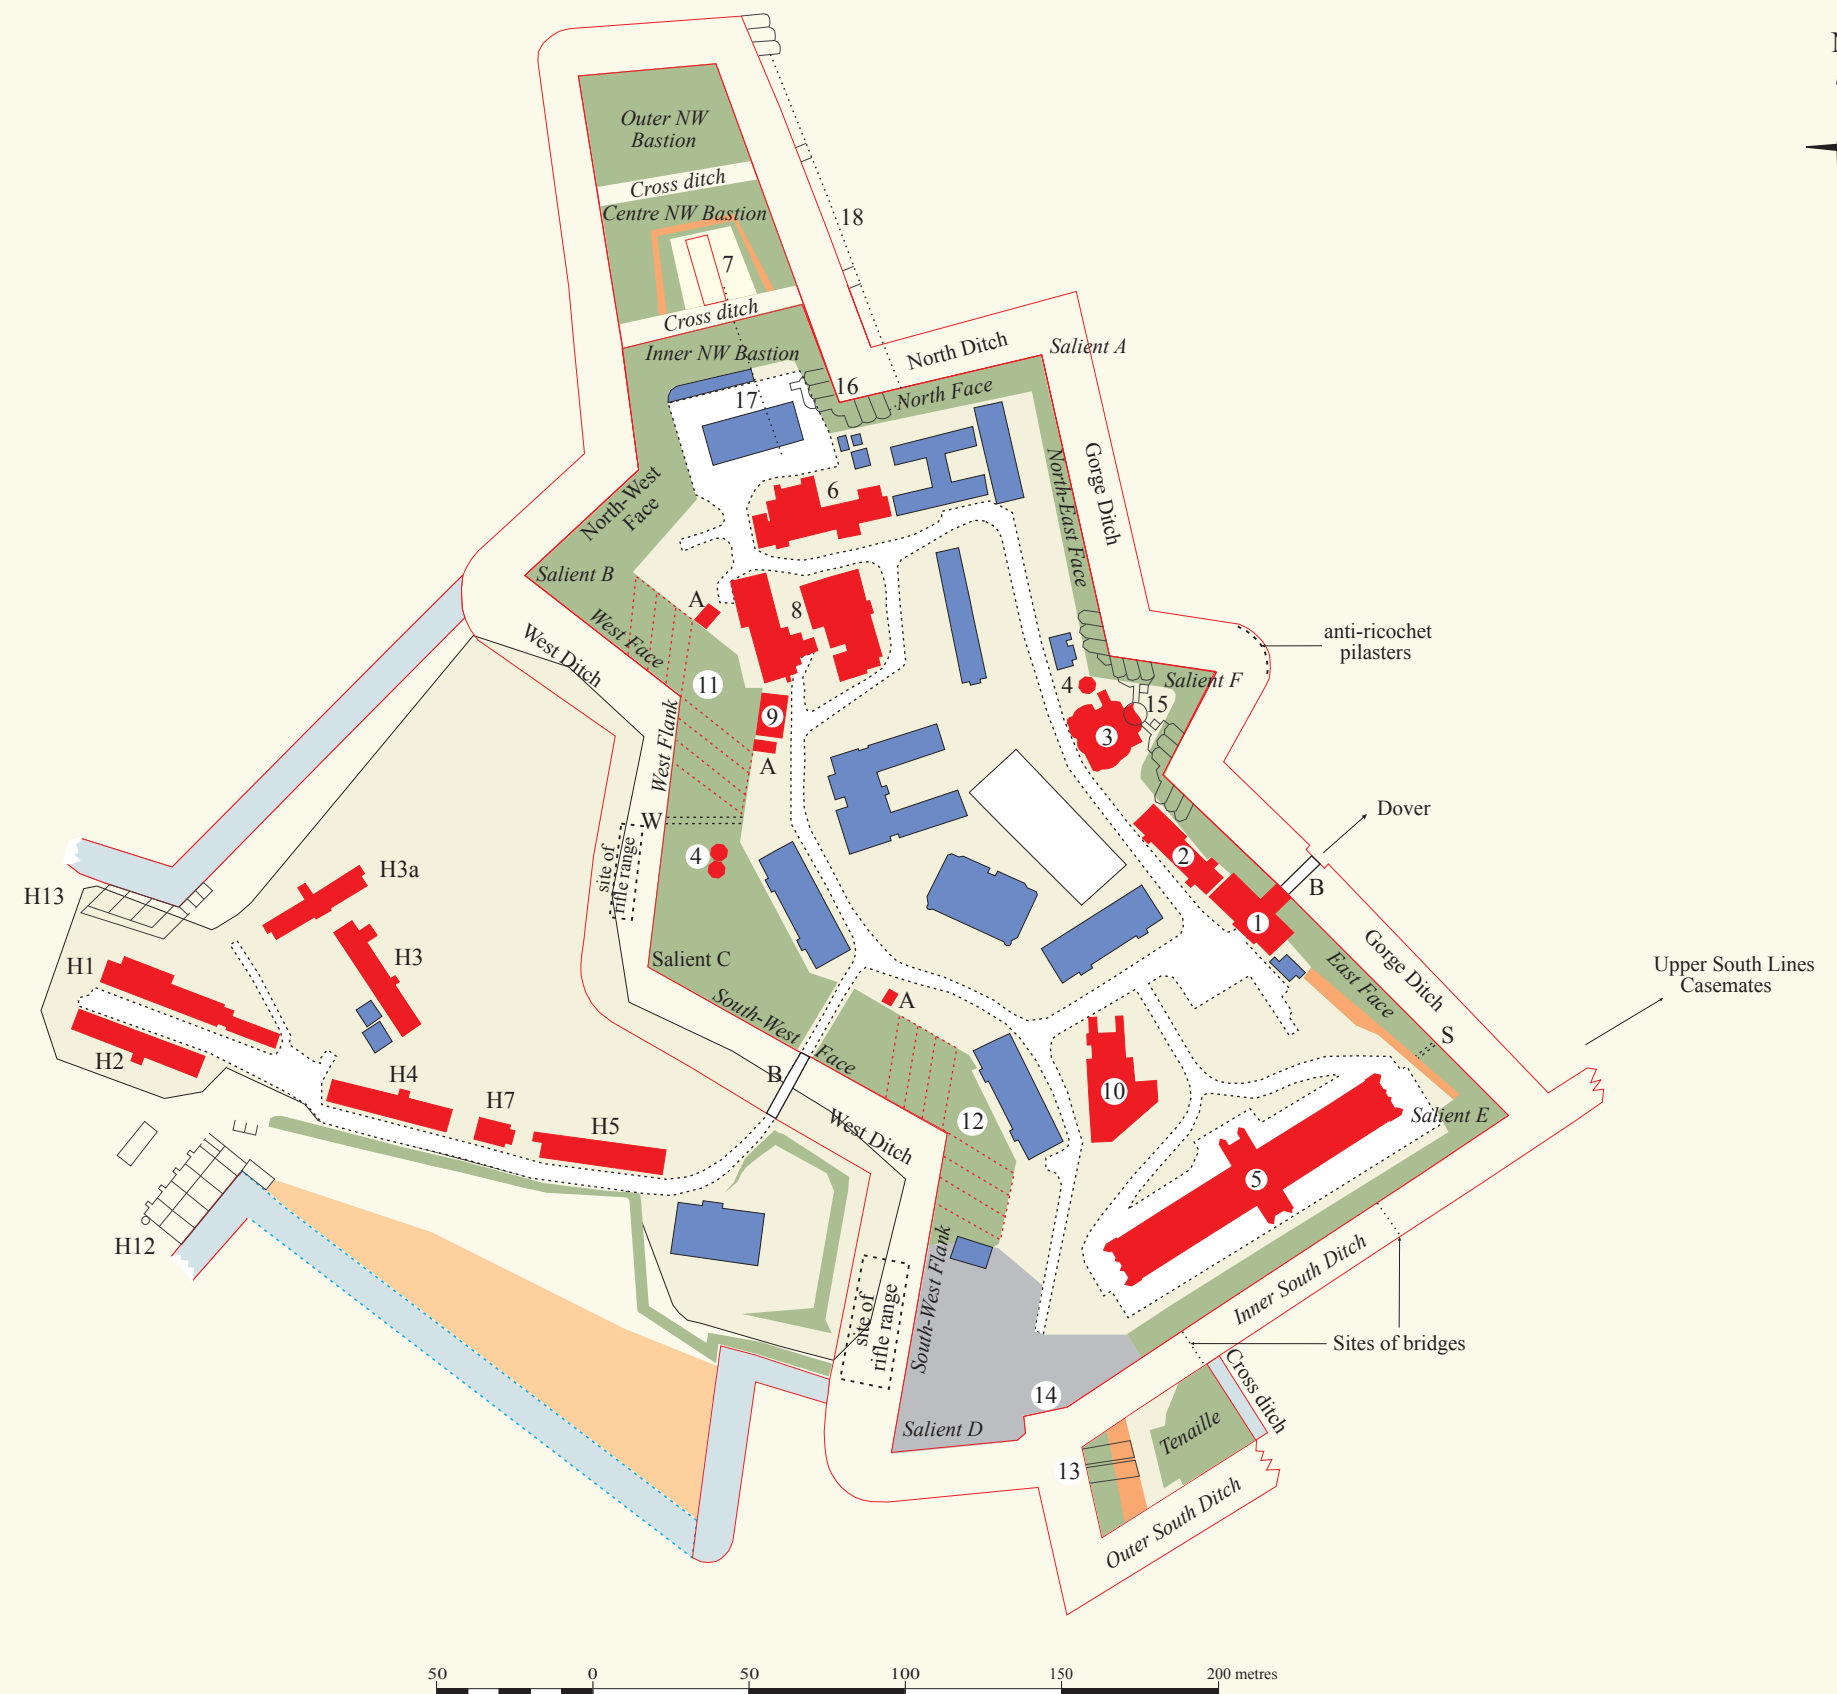 Outer NW
Bastion
Cross ditch
Centre NW Bastion
7
18
Cross ditch
Inner NW Bastion
North Ditch
Salient A
16
North Face
17
North-West
Face
6
North-East Face
Gorge Ditch
Salient B
A
8
West Face
West Ditch
anti-ricochet
pilasters
11
4
Salient F
15
9
3
West Flank
A
W
Dover
site of
rifle range
4
2
B
H3a
H13
1
H1
H3
Salient C
East Face
Gorge Ditch
Upper South Lines
Casemates
South-West
Face
A
S
H2
H4
B
10
H7
H5
12
West Ditch
Salient E
5
H12
South-West Flank
site of
rifle range
Inner South Ditch
Sites of bridges
Cross ditch
14
Salient D
Tenaille
13
Outer South Ditch
50
0
50
100
150
200 metres